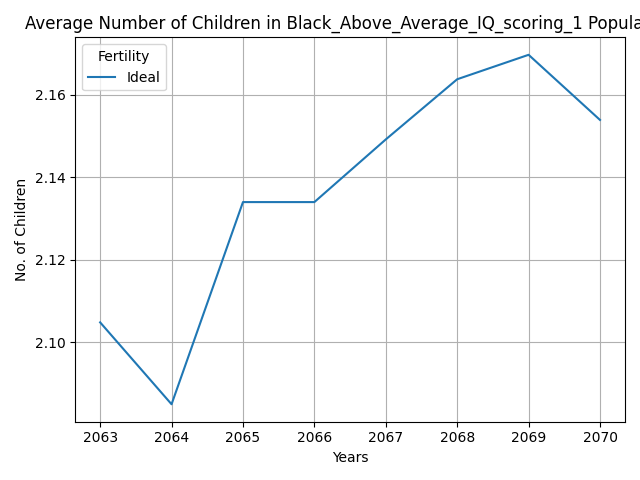 Average Number of Children in Black_Above_Average_IQ_scoring_1 Popula
Fertility
Ideal
2.16
2.14
2.12
2.10
No. of Children
2063 2064 2065 2066 2067 2068 2069 2070
Years